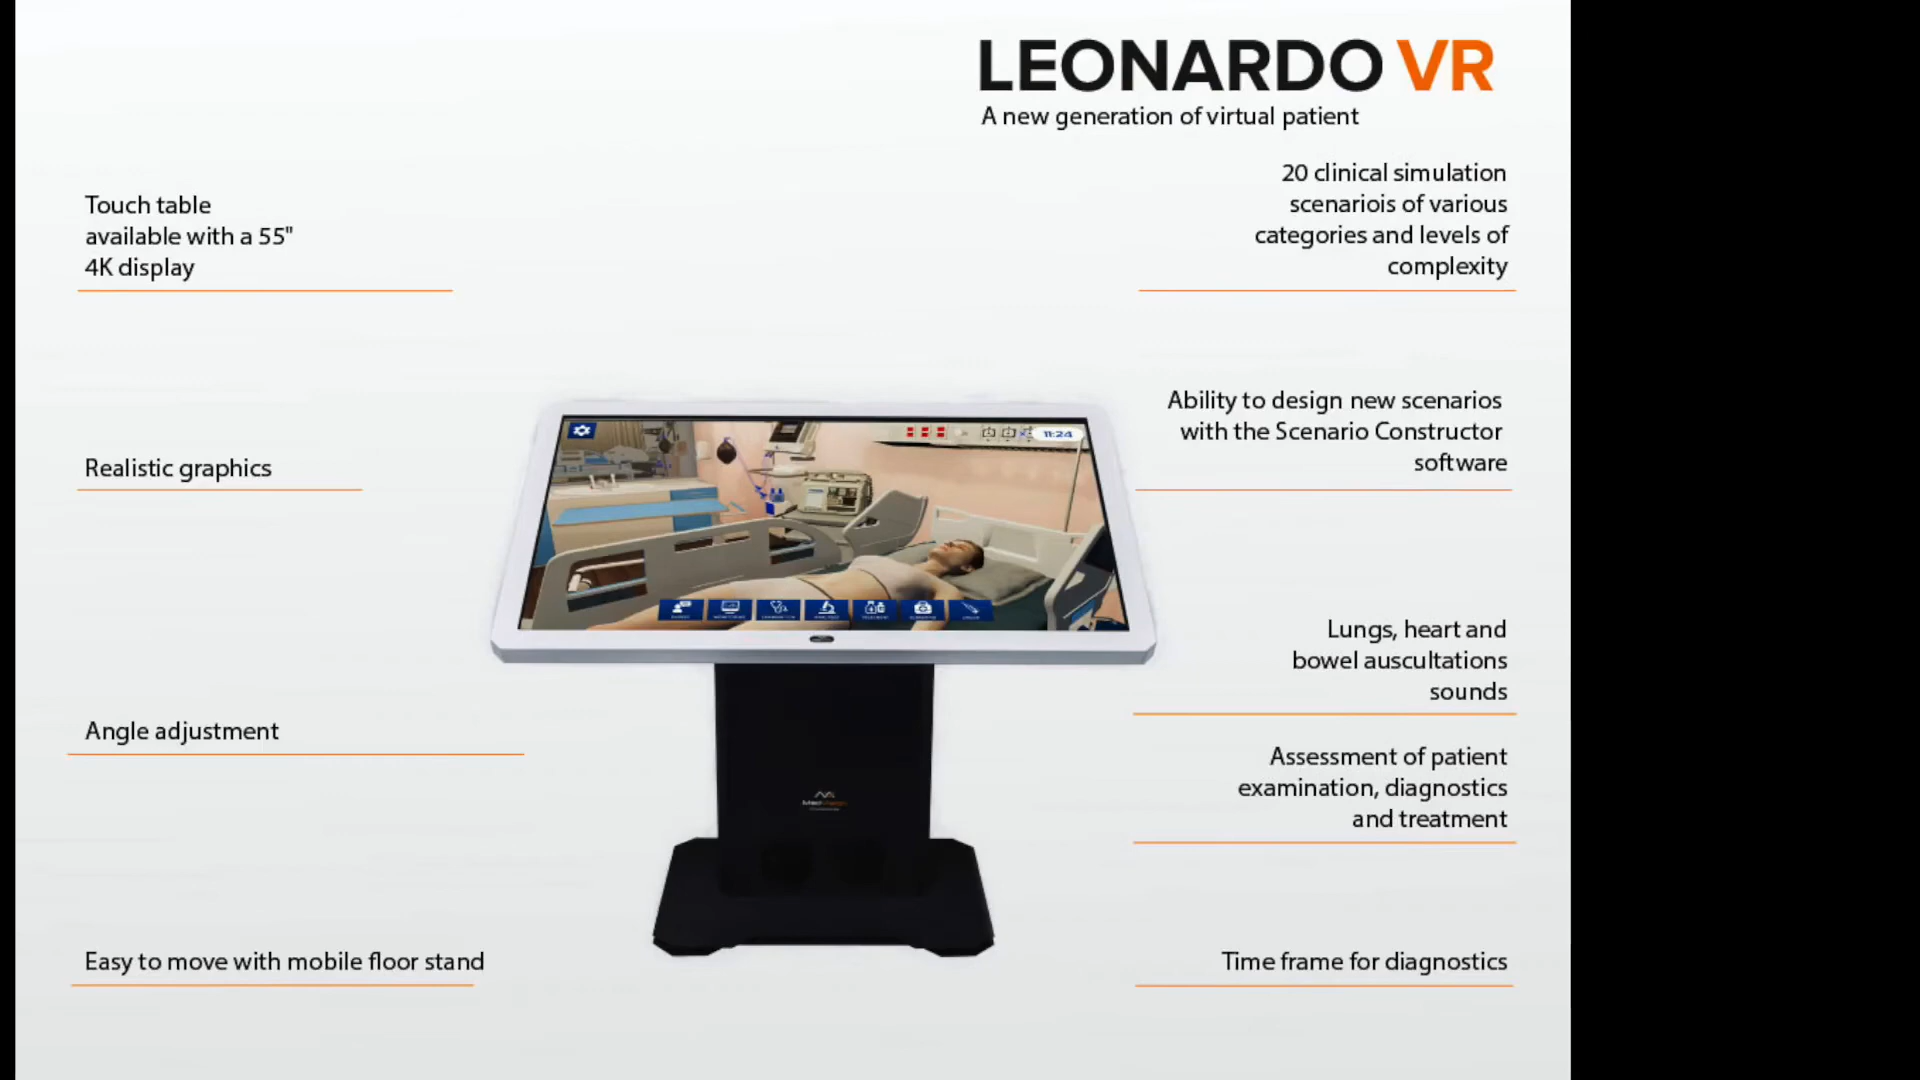 LEONARDO VR
A new generation of virtual patient
Touch table
available with a 55"
4K display
Realistic graphics
Angle adjustment
Easy to move with mobile floor stand
20 clinical simulation
scenariois of various
categories and levels of
complexity
Ability to design new scenarios
with the Scenario Constructor
software
Lungs, heart and
bowel auscultations
sounds
Assessment of patient
examination, diagnostics
and treatment
Time frame for diagnostics
11:24